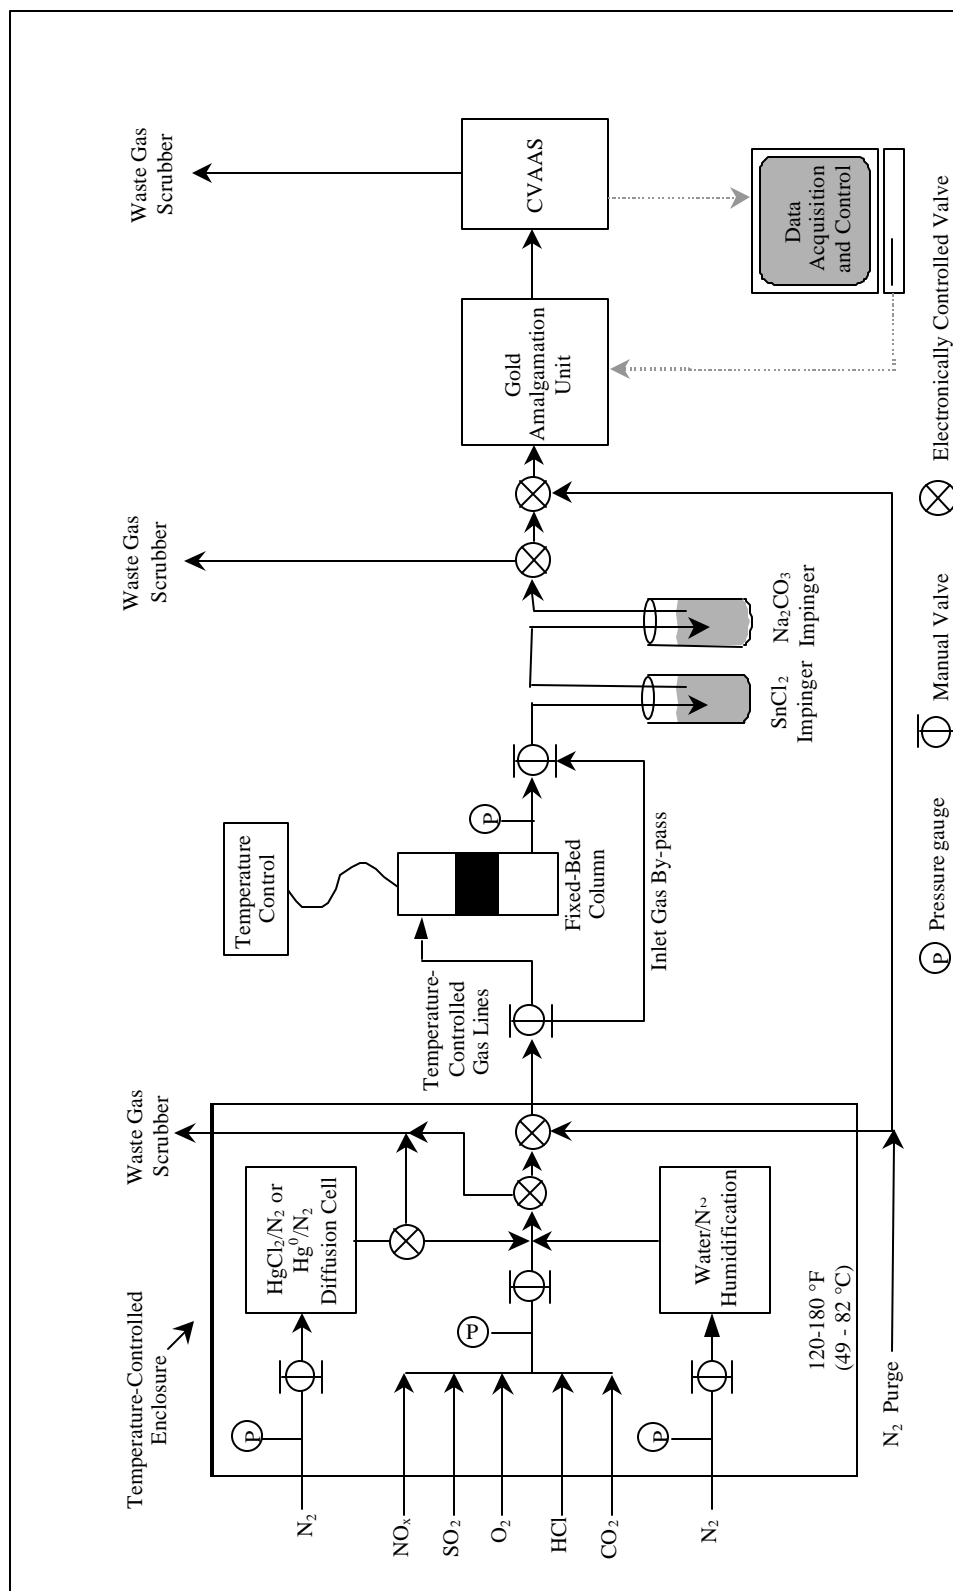 Temperature-Controlled
Enclosure
N₂
NOₓ
SO₂
O₂
HCl
CO₂
N₂
P
P
P
HgCl₂/N₂ or
Hg⁰/N₂
Diffusion Cell
Water/N₂
Humidification
120-180 °F
(49 - 82 °C)
N₂ Purge
Waste Gas
Scrubber
Temperature-
Controlled
Gas Lines
Temperature
Control
Fixed-Bed
Column
P
Inlet Gas By-pass
SnCl₂
Impinger
Na₂CO₃
Impinger
Waste Gas
Scrubber
Gold
Amalgamation
Unit
CVAAS
Waste Gas
Scrubber
Data
Acquisition
and Control
P
Pressure gauge
Manual Valve
Electronically Controlled Valve